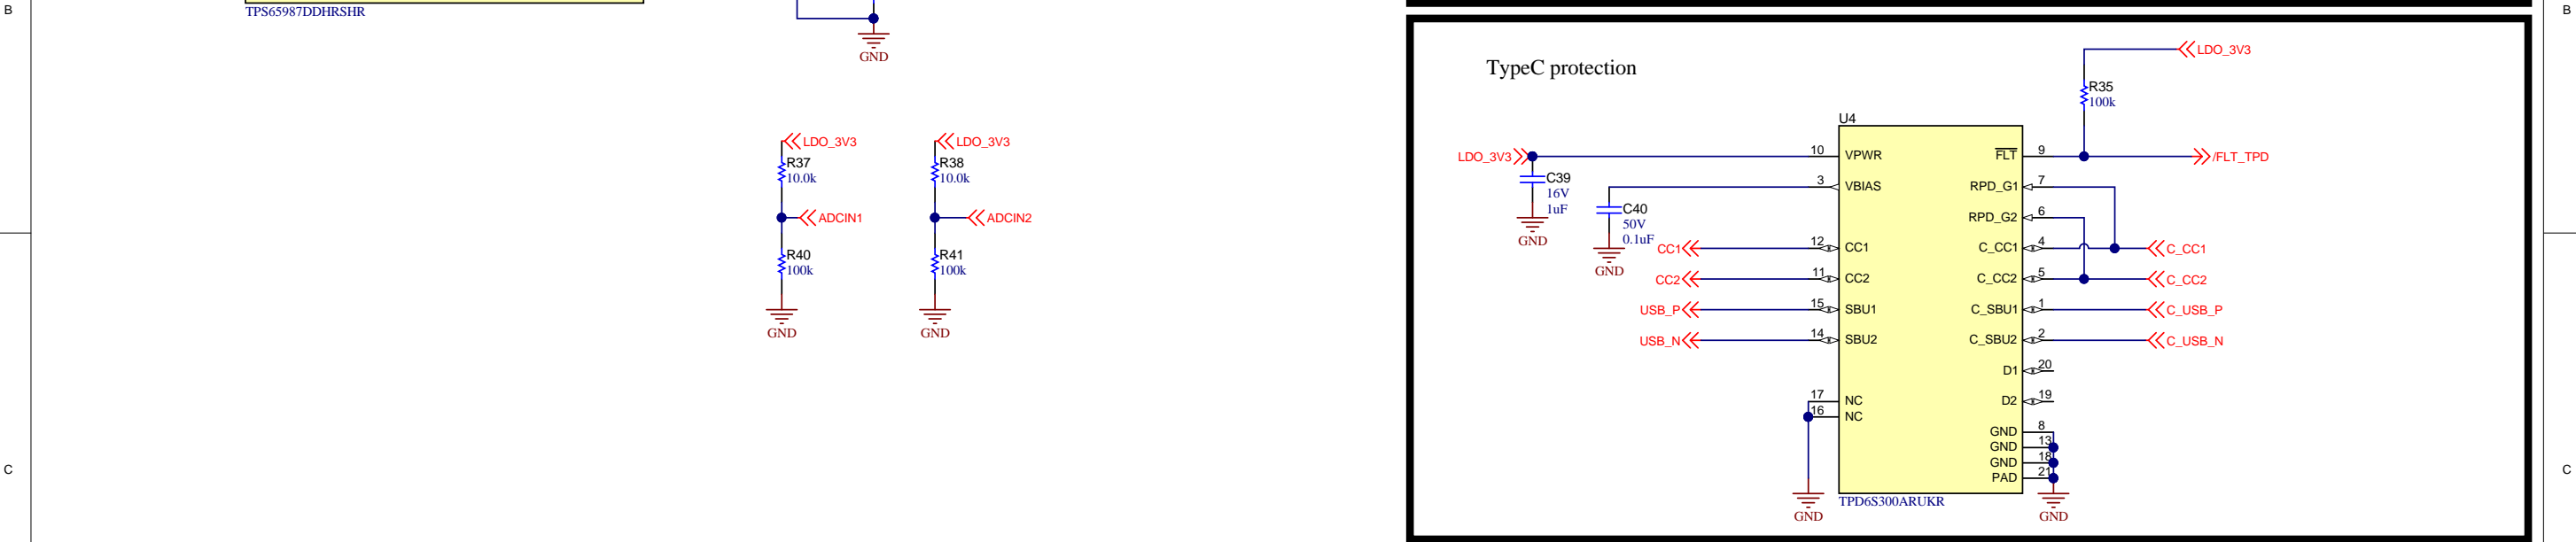 B
TPS65987DDHRSHR
GND
LDO_3V3
R37
10.0k
ADCIN1
R40
100k
GND
LDO_3V3
R38
10.0k
ADCIN2
R41
100k
GND
C
B
TypeC protection
LDO_3V3
R35
100k
U4
LDO_3V3
10 VPWR
FLT 9
/FLT_TPD
C39
16V
1uF
GND
3 VBIAS
RPD_G1 7
C40
50V
0.1uF
GND
RPD_G2 6
CC1 12 CC1
C_CC1 4 C_CC1
CC2 11 CC2
C_CC2 5 C_CC2
USB_P 15 SBU1
C_SBU1 1 C_USB_P
USB_N 14 SBU2
C_SBU2 2 C_USB_N
D1 20
17 NC
D2 19
16 NC
GND 8
GND 13
GND 18
PAD 21
TPD6S300ARUKR
GND
GND
C